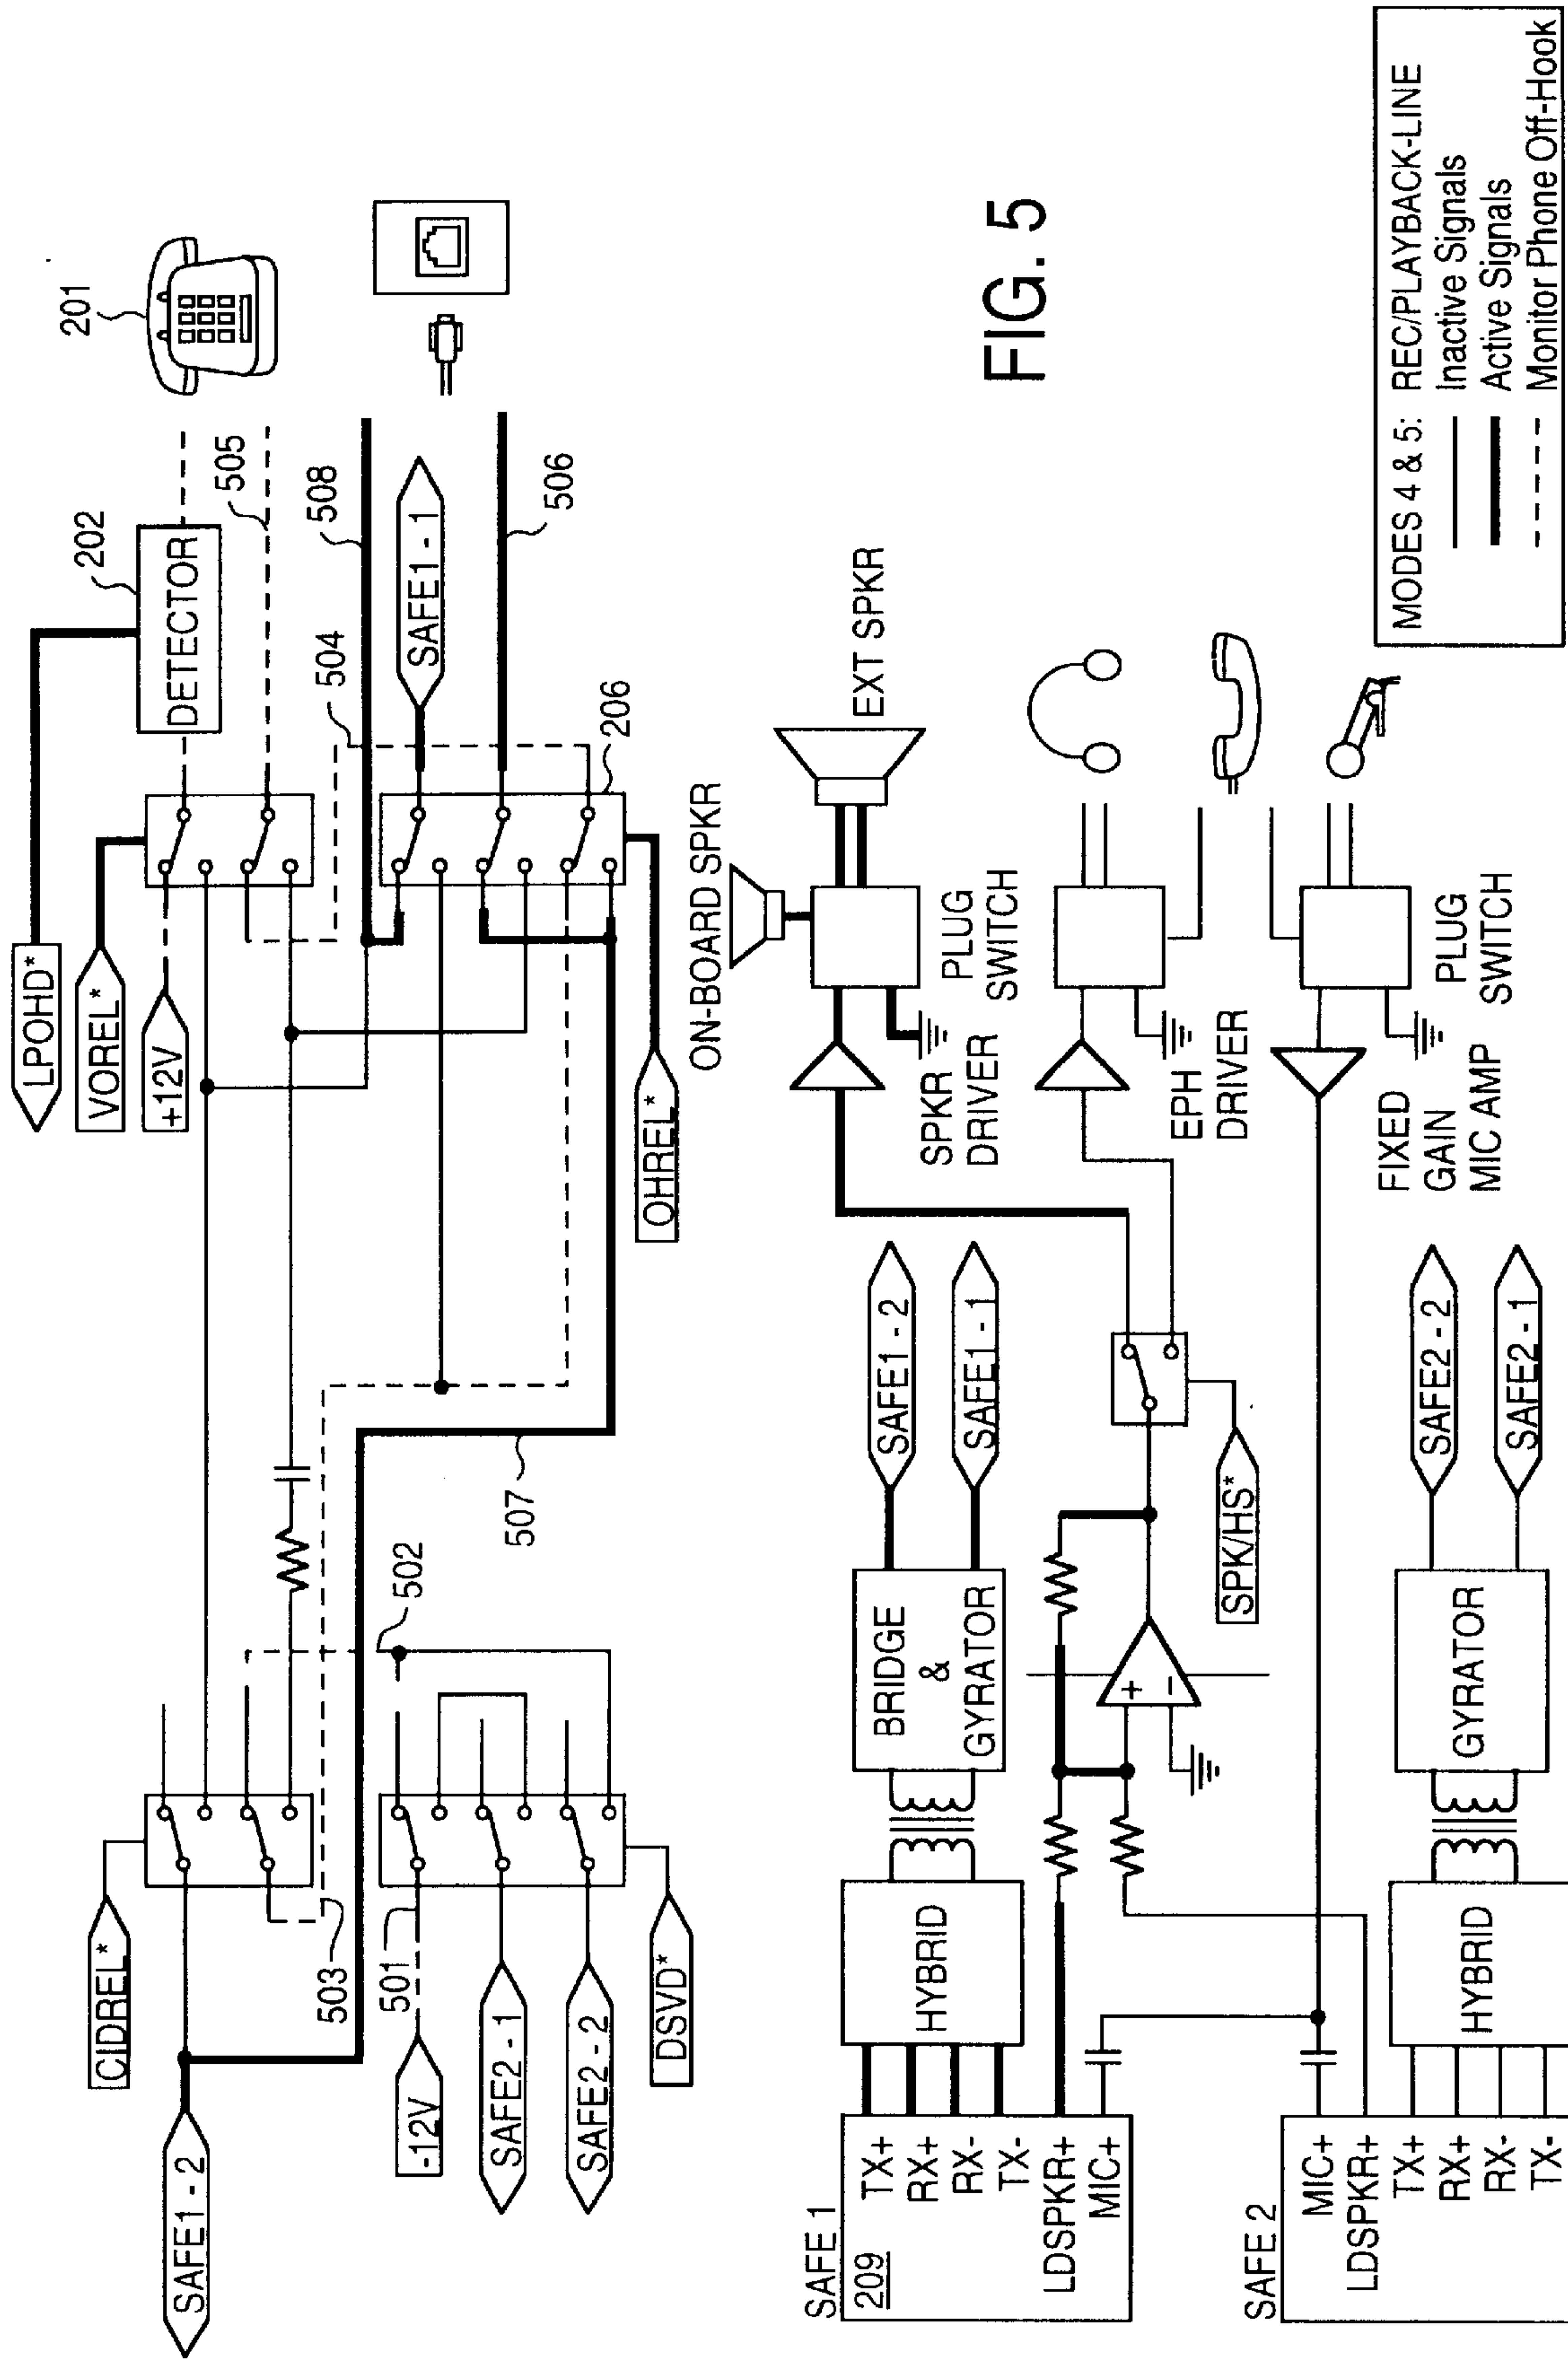 SAFE1 - 2
CIDREL*
503
-12V
501
SAFE2 - 1
SAFE2 - 2
DSVD*
502
507
LPOHD*
VOREL*
+12V
OHREL*
202
DETECTOR
201
505
504
508
SAFE1 - 1
506
206
SAFE 1
209
TX+
RX+
RX-
TX-
LDSPKR+
MIC+
HYBRID
BRIDGE
&
GYRATOR
SAFE1 - 2
SAFE1 - 1
SPK/HS*
ON-BOARD SPKR
SPKR
DRIVER
PLUG
SWITCH
EXT SPKR
EPH
DRIVER
FIXED
GAIN
MIC AMP
PLUG
SWITCH
SAFE 2
MIC+
LDSPKR+
TX+
RX+
RX-
TX-
HYBRID
GYRATOR
SAFE2 - 2
SAFE2 - 1
FIG. 5
MODES 4 & 5: REC/PLAYBACK-LINE
Inactive Signals
Active Signals
Monitor Phone Off-Hook